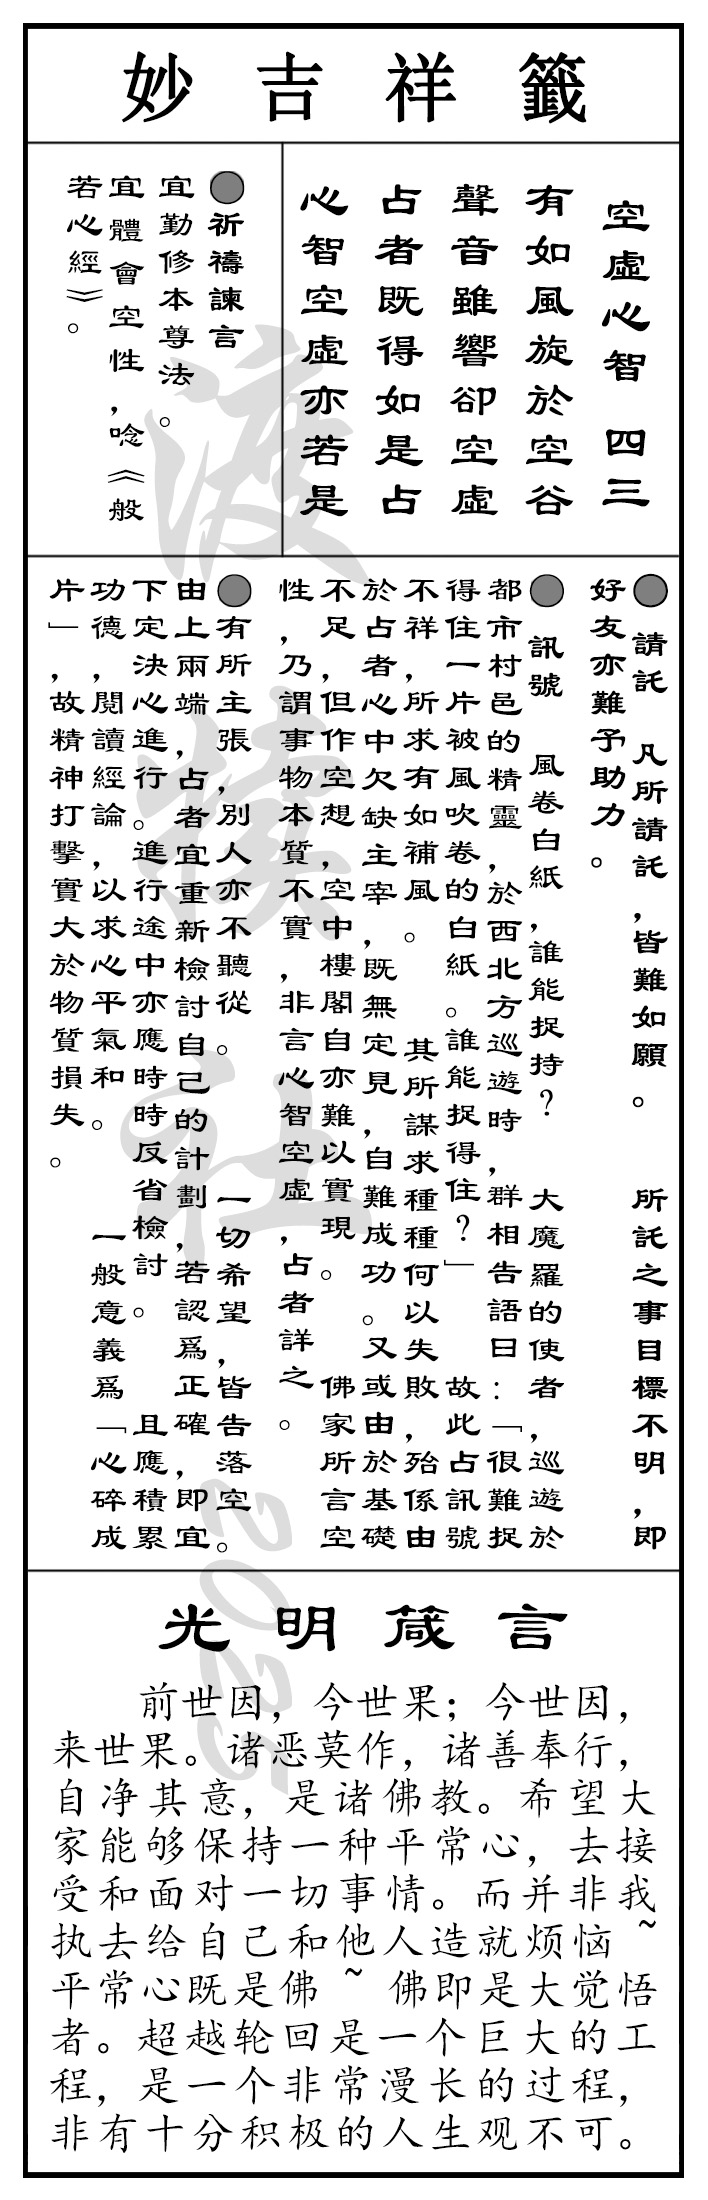 妙吉祥籤
空虛心智 四三
有如風旋於空谷
聲音雖響卻空虛
占者既得如是占
心智空虛亦若是
●祈禱諫言
宜勤修本尊法。
宜體會空性，唸《般
若心經》。
● 請託 凡所請託，皆難如願。 所託之事目標不明，即
好友亦難予助力。
● 訊號 風卷白紙，誰能捉持？ 大魔羅的使者，巡遊於
都市村邑的精靈，於西北方巡遊時，群相告語曰：「很難捉
得住一片被風吹卷的白紙。誰能捉得住？」 故此占訊號
不祥，所求有如補風。 其所謀求種種何以失敗，殆係由
於占者心中欠缺主宰，既無定見，自難成功。又或由於基礎
不足，但作空想，空中樓閣自亦難以實現。 佛家所言空
性，乃謂事物本質不實，非言心智空虛，占者詳之。
●有所主張，別人亦不聽從。 一切希望，皆告落空。
由上兩端，占者宜重新檢討自己的計劃，若認爲正確，即宜
下定決心進行。進行途中亦應時時反省檢討。 且應積累
功德，閱讀經論，以求心平氣和。 一般意義爲「心碎成
片」，故精神打擊實大於物質損失。
光明箴言
前世因，今世果；今世因，
来世果。诸恶莫作，诸善奉行，
自净其意，是诸佛教。希望大
家能够保持一种平常心，去接
受和面对一切事情。而并非我
执去给自己和他人造就烦恼~
平常心既是佛~佛即是大觉悟
者。超越轮回是一个巨大的工
程，是一个非常漫长的过程，
非有十分积极的人生观不可。
渡 社 2025